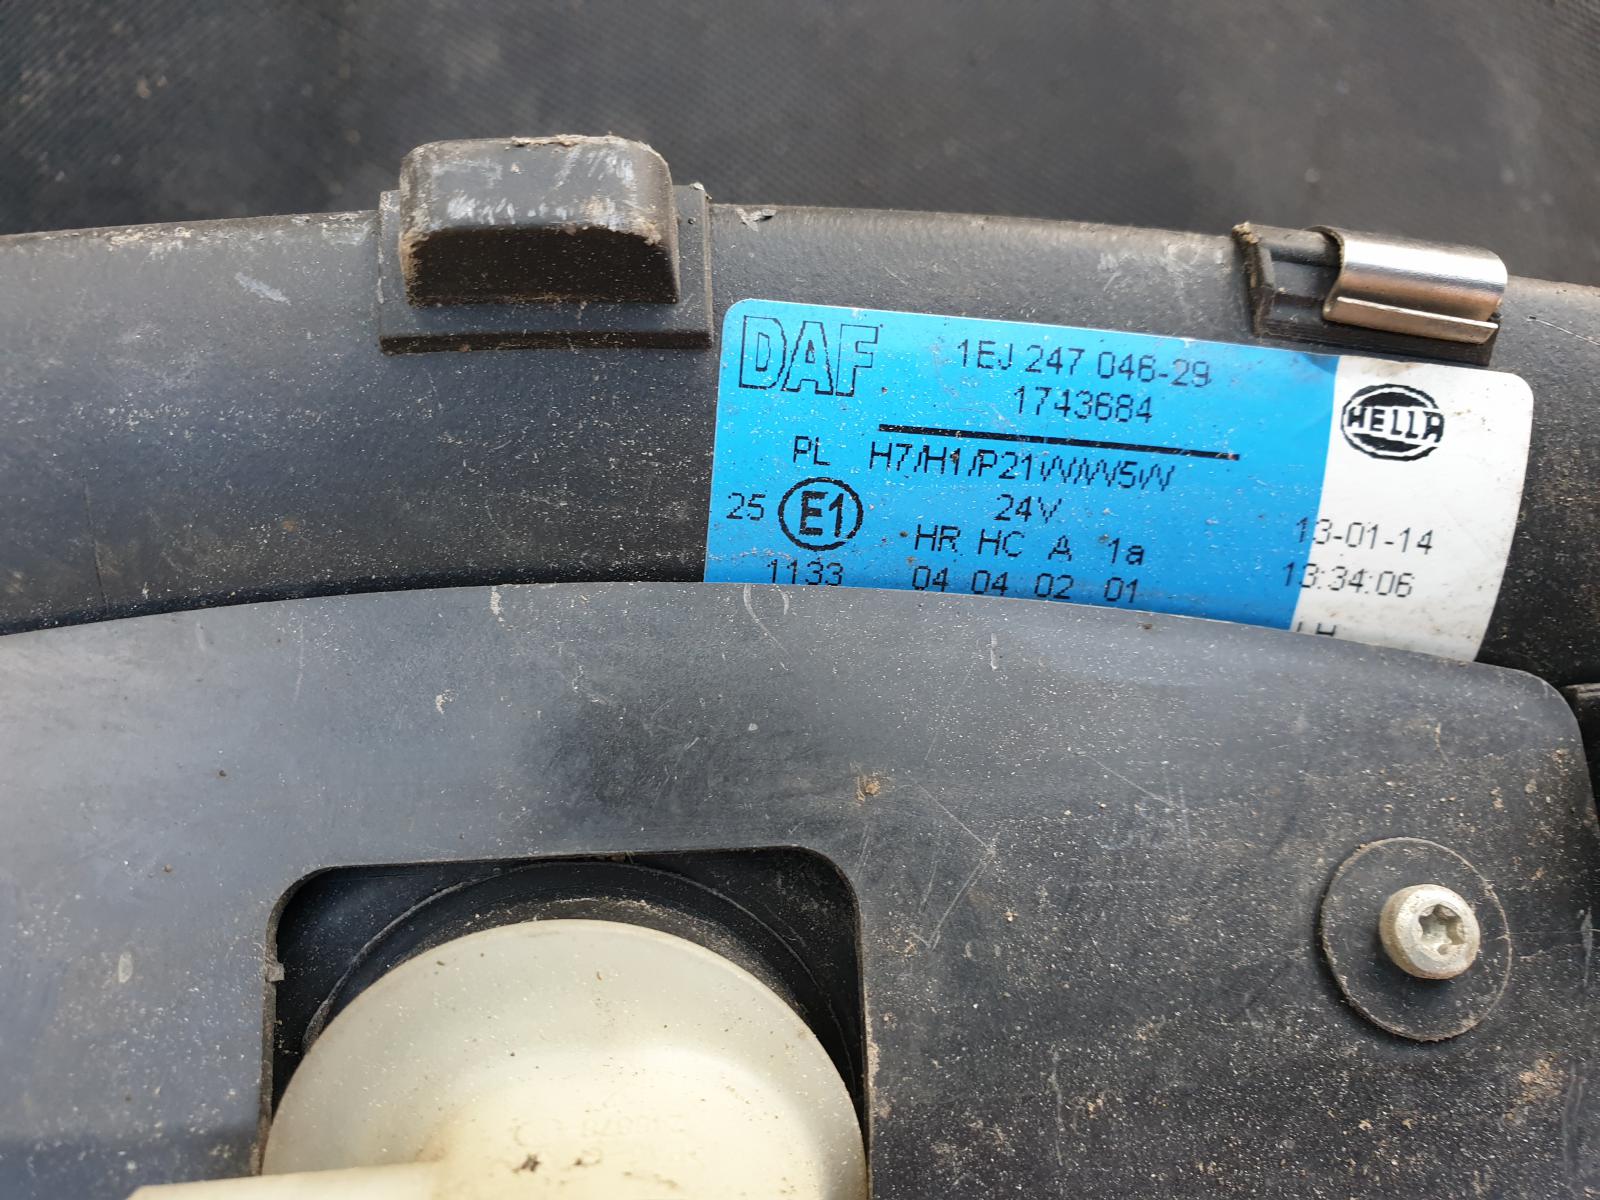 DAF 1EJ 247 046-29
1743684
HELLA
PL H7/H1/P21W/W5W
25 E1 24V
HR HC A 1a 13-01-14
1133 04 04 02 01 13:34:06
LH